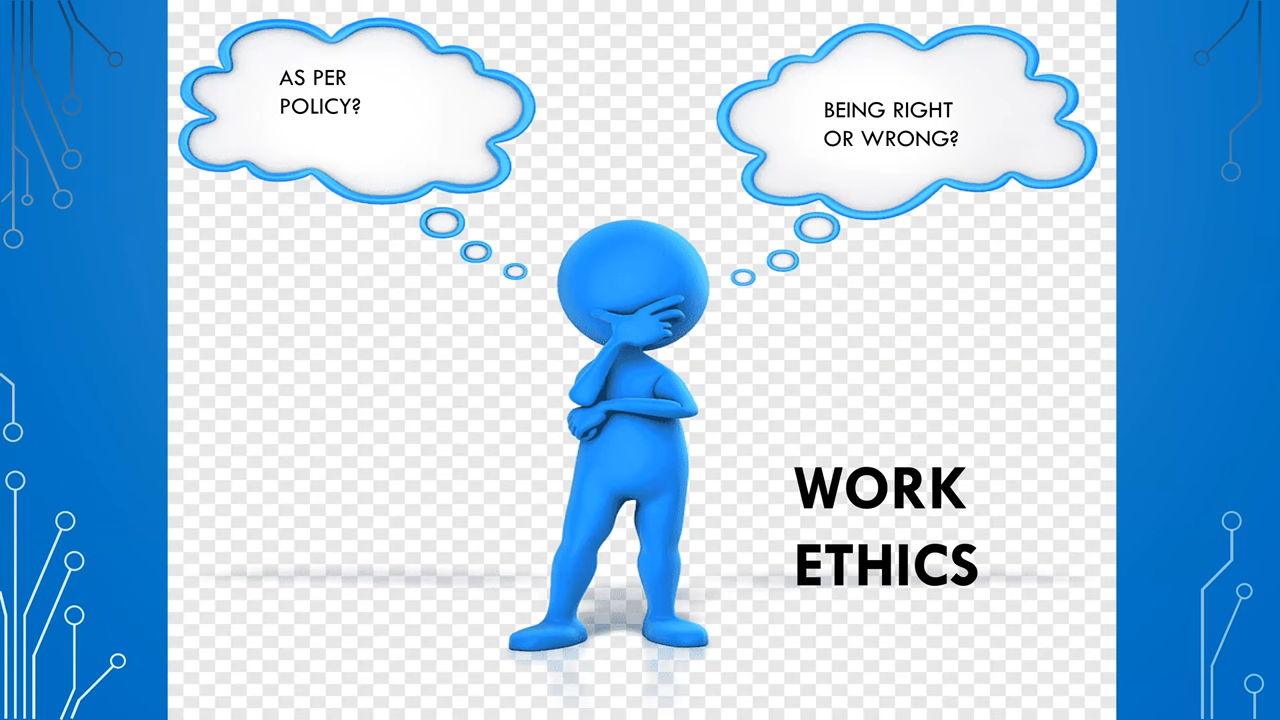 AS PER
POLICY?
BEING RIGHT
OR WRONG?
WORK
ETHICS